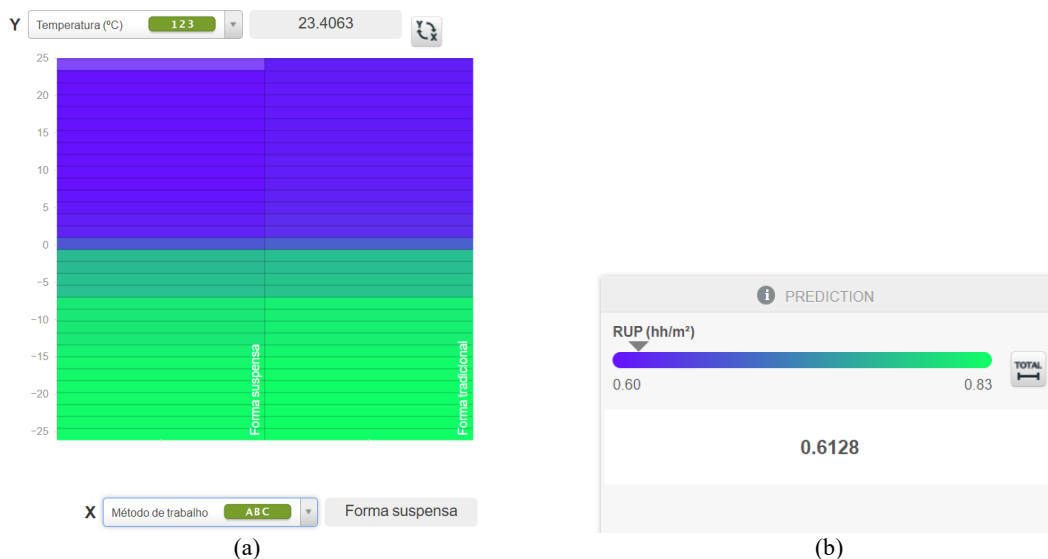 Y Temperatura (ºC) 123 23.4063
25
20
15
10
5
0
−5
−10
−15
−20
−25
Forma suspensa
Forma tradicional
X Método de trabalho ABC Forma suspensa
(a)
PREDICTION
RUP (hh/m²)
0.60 0.83
TOTAL
0.6128
(b)